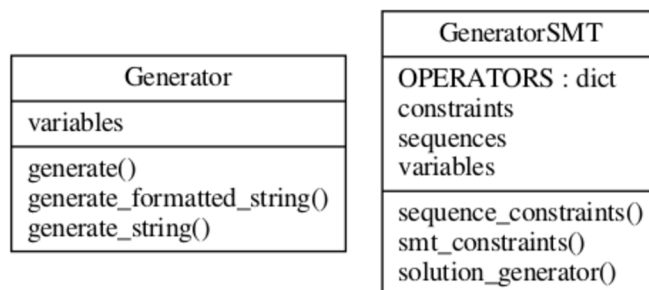 Generator
variables
generate()
generate_formatted_string()
generate_string()
GeneratorSMT
OPERATORS : dict
constraints
sequences
variables
sequence_constraints()
smt_constraints()
solution_generator()